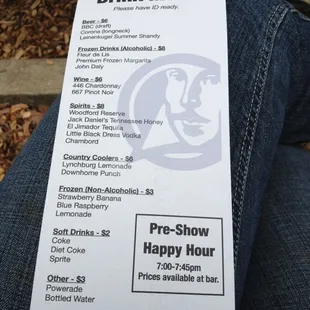 Please have ID ready.
Beer - $6
BBC (draft)
Corona (longneck)
Leinenkugel Summer Shandy
Frozen Drinks (Alcoholic) - $8
Fleur de Lis
Premium Frozen Margarita
John Daly
Wine - $6
446 Chardonnay
667 Pinot Noir
Spirits - $8
Woodford Reserve
Jack Daniel's Tennessee Honey
El Jimador Tequila
Little Black Dress Vodka
Chambord
Country Coolers - $6
Lynchburg Lemonade
Downhome Punch
Frozen (Non-Alcoholic) - $3
Strawberry Banana
Blue Raspberry
Lemonade
Soft Drinks - $2
Coke
Diet Coke
Sprite
Other - $3
Powerade
Bottled Water
Pre-Show
Happy Hour
7:00-7:45pm
Prices available at bar.